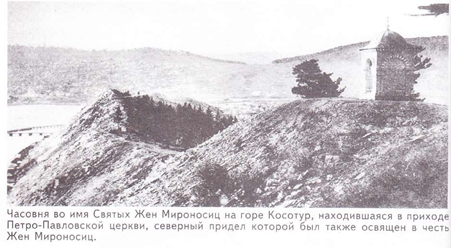 Часовня во имя Святых Жен Мироносиц на горе Косотур, находившаяся в приходе
Петро-Павловской церкви, северный придел которой был также освящен в честь
Жен Мироносиц.